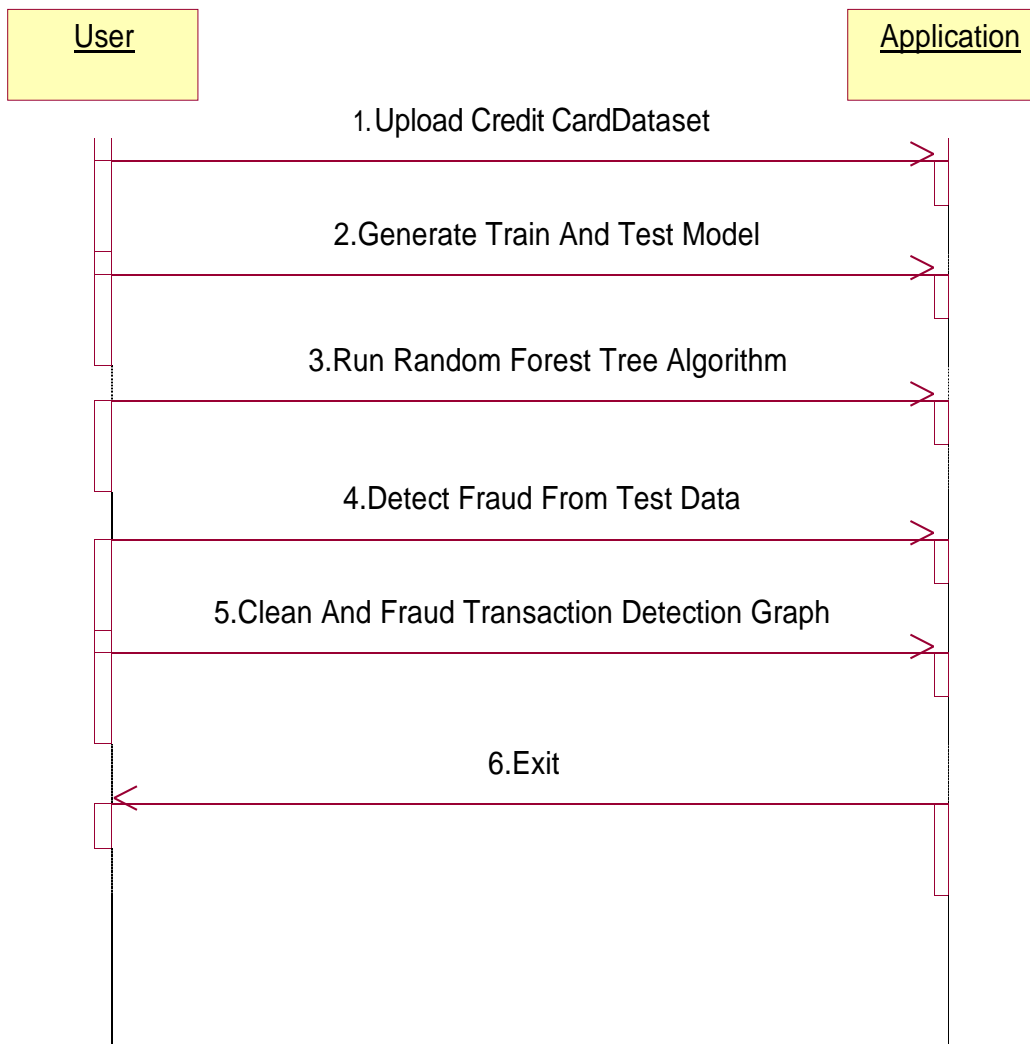 User
Application
1.Upload Credit CardDataset
2.Generate Train And Test Model
3.Run Random Forest Tree Algorithm
4.Detect Fraud From Test Data
5.Clean And Fraud Transaction Detection Graph
6.Exit